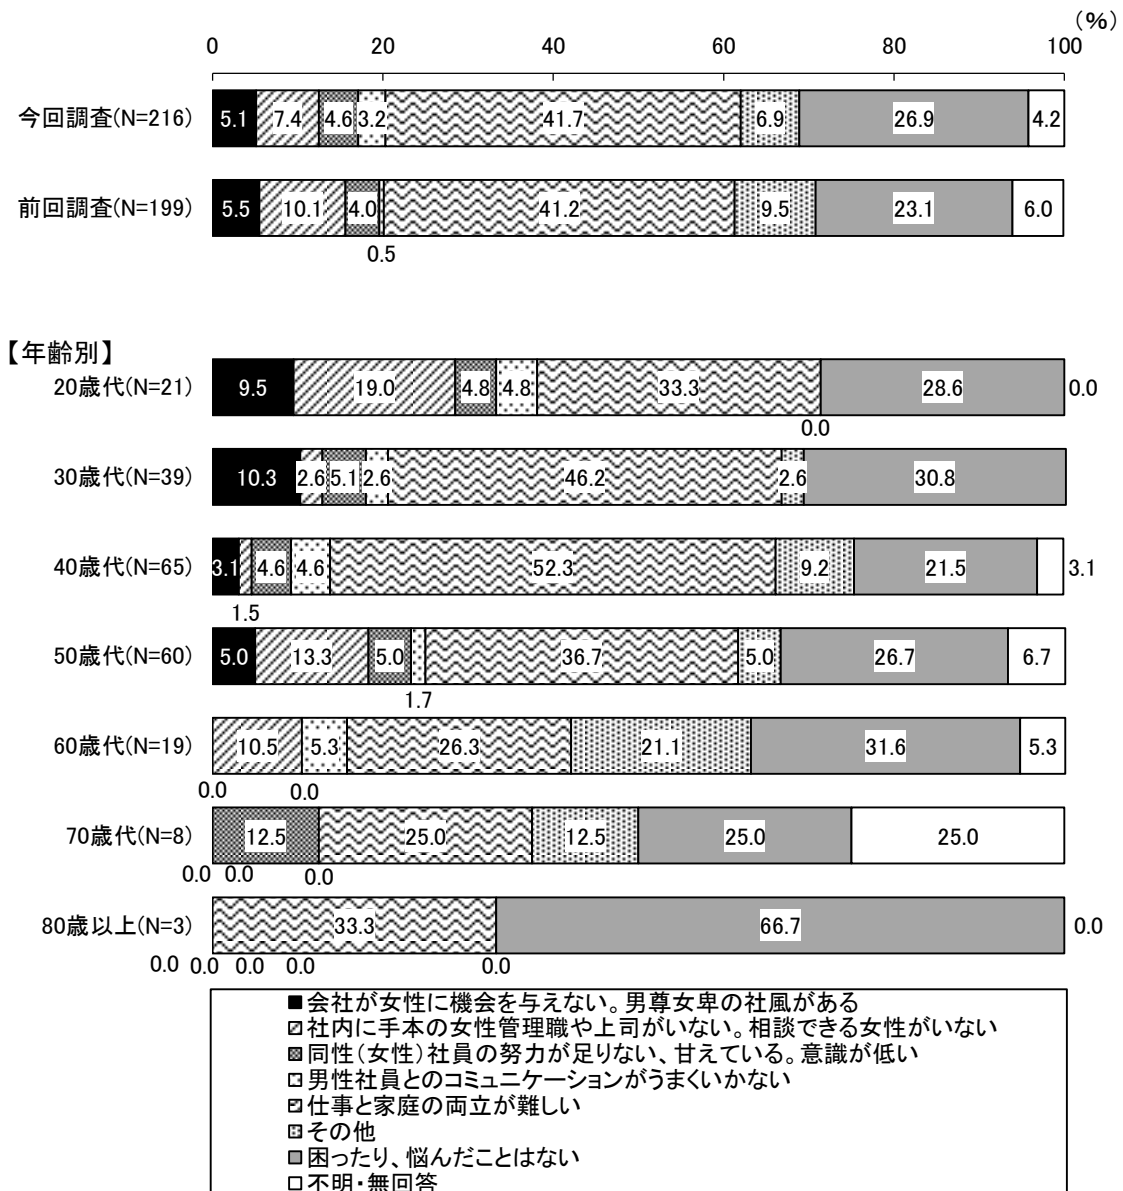 (%)
0 20 40 60 80 100
今回調査(N=216) 5.1 7.4 4.6 3.2 41.7 6.9 26.9 4.2
前回調査(N=199) 5.5 10.1 4.0 41.2 9.5 23.1 6.0
0.5
【年齢別】
20歳代(N=21) 9.5 19.0 4.8 4.8 33.3 28.6 0.0
0.0
30歳代(N=39) 10.3 2.6 5.1 2.6 46.2 2.6 30.8
40歳代(N=65) 3.1 4.6 4.6 52.3 9.2 21.5 3.1
1.5
50歳代(N=60) 5.0 13.3 5.0 36.7 5.0 26.7 6.7
1.7
60歳代(N=19) 10.5 5.3 26.3 21.1 31.6 5.3
0.0 0.0
70歳代(N=8) 12.5 25.0 12.5 25.0 25.0
0.0 0.0 0.0
80歳以上(N=3) 33.3 66.7 0.0
0.0 0.0 0.0 0.0 0.0
会社が女性に機会を与えない。男尊女卑の社風がある
社内に手本の女性管理職や上司がいない。相談できる女性がいない
同性(女性)社員の努力が足りない、甘えている。意識が低い
男性社員とのコミュニケーションがうまくいかない
仕事と家庭の両立が難しい
その他
困ったり、悩んだことはない
不明・無回答